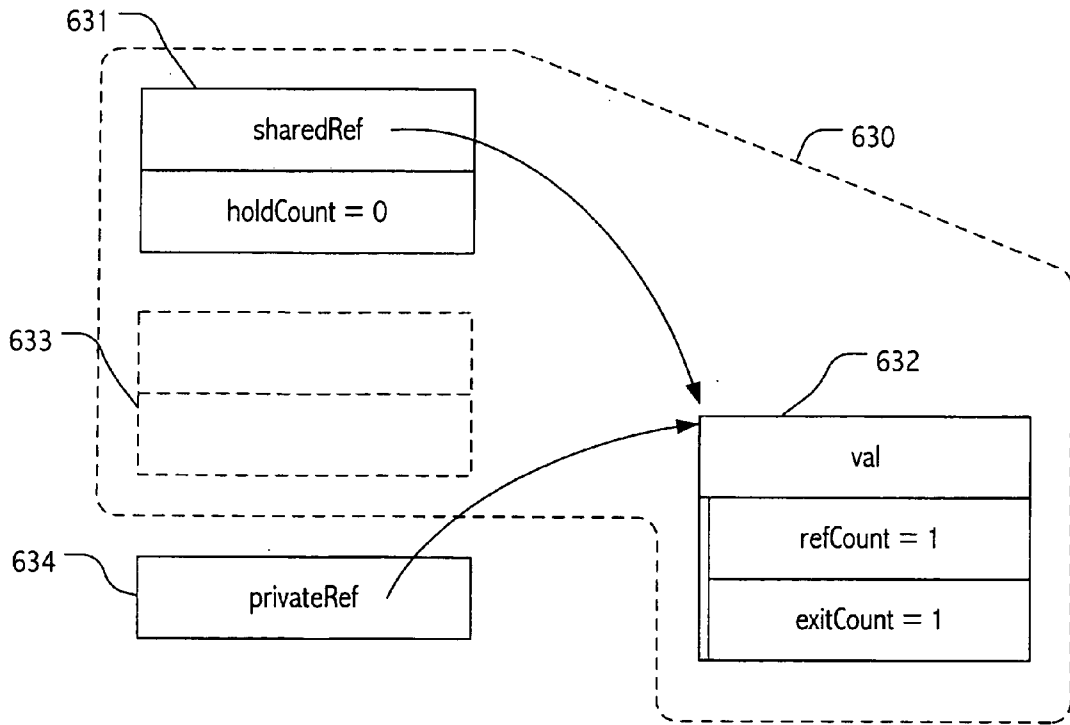 631
sharedRef
630
holdCount = 0
633
632
val
refCount = 1
634
privateRef
exitCount = 1